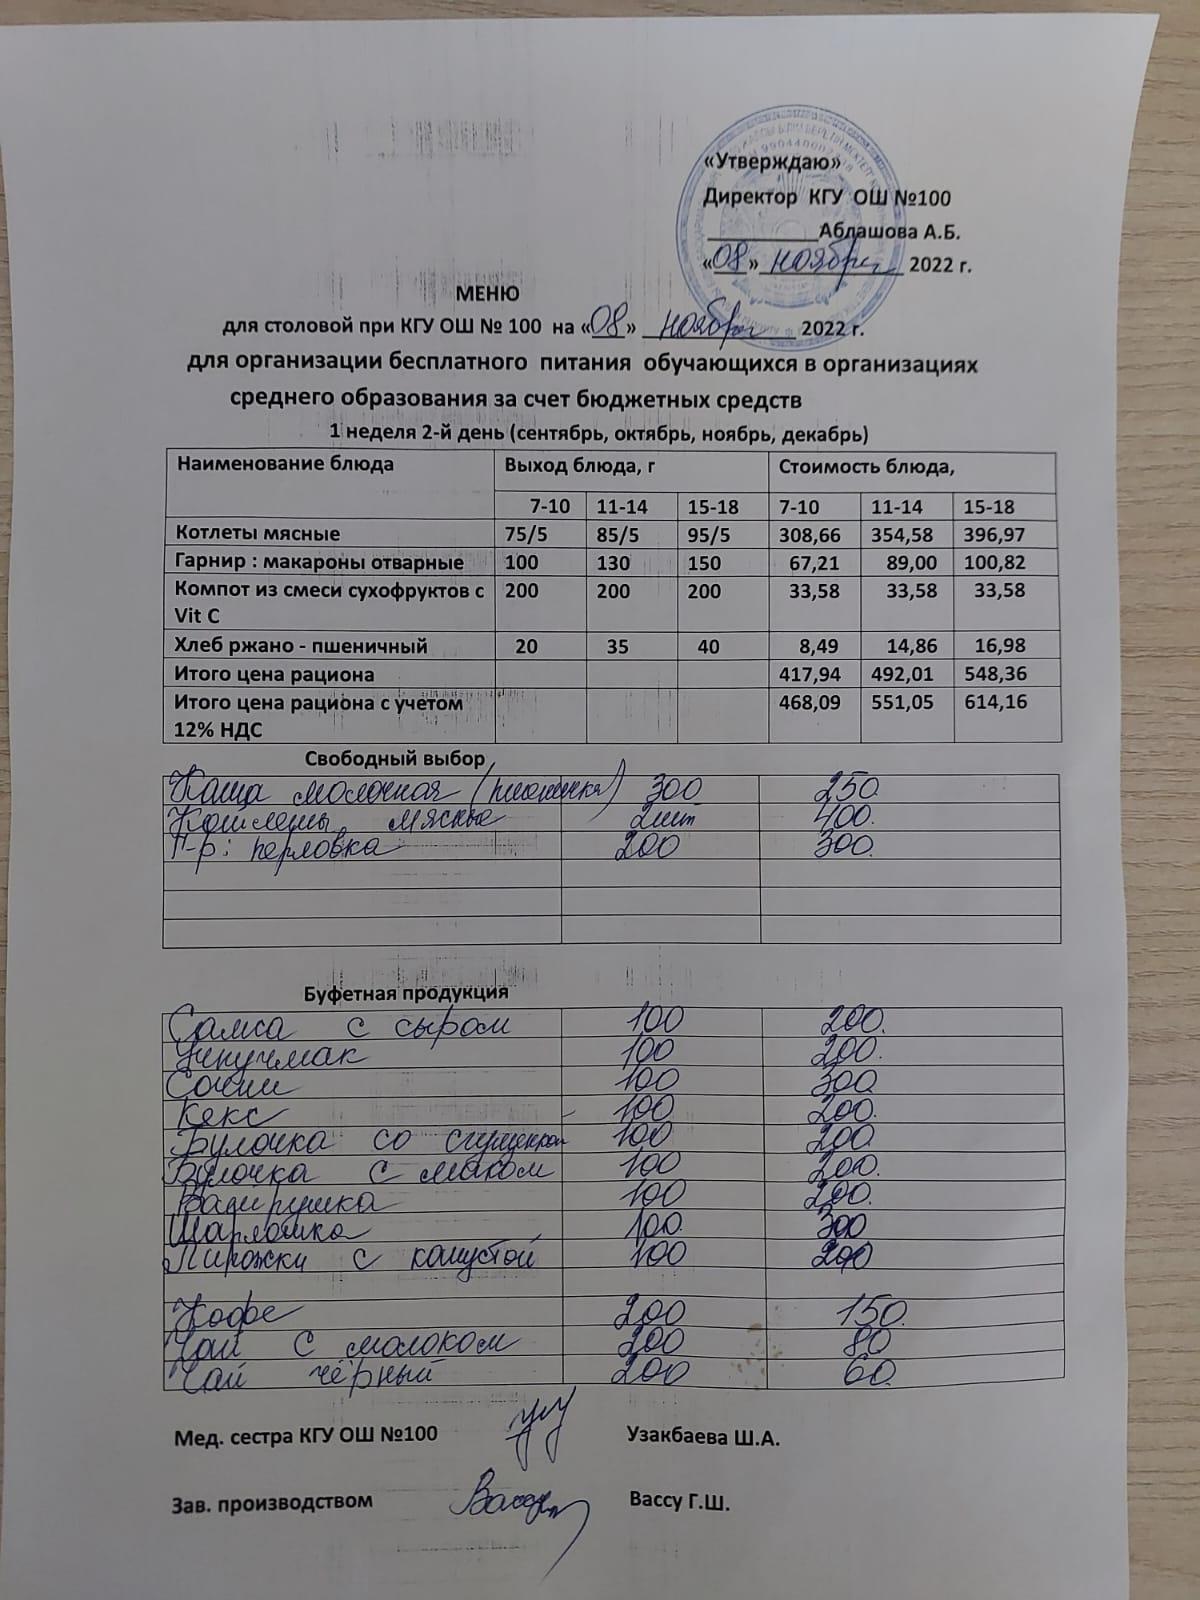 «Утверждаю»
Директор КГУ ОШ №100
____________Аблашова А.Б.
«08» ноября 2022 г.
МЕНЮ
для столовой при КГУ ОШ № 100 на «08» ноября 2022 г.
для организации бесплатного питания обучающихся в организациях
среднего образования за счет бюджетных средств
1 неделя 2-й день (сентябрь, октябрь, ноябрь, декабрь)
Наименование блюда Выход блюда, г Стоимость блюда,
7-10 11-14 15-18 7-10 11-14 15-18
Котлеты мясные 75/5 85/5 95/5 308,66 354,58 396,97
Гарнир : макароны отварные 100 130 150 67,21 89,00 100,82
Компот из смеси сухофруктов с 200 200 200 33,58 33,58 33,58
Vit C
Хлеб ржано - пшеничный 20 35 40 8,49 14,86 16,98
Итого цена рациона 417,94 492,01 548,36
Итого цена рациона с учетом 468,09 551,05 614,16
12% НДС
Свободный выбор
Каша молочная 300 250.
Котлеты мясные 2шт 400.
Г-р: перловка 200 300.
Буфетная продукция
Самса с сыром 100 200.
Учпучмак 100 200.
Сочни 100 300
Кекс 100 200.
Булочка со сгущенкой 100 200
Булочка с маком 100 200.
Ватрушка 100 200.
Шарлотка 100. 300
Пирожки с капустой 100 200
Кофе 200 150.
Чай с молоком 200 80
Чай чёрный 200 60.
Мед. сестра КГУ ОШ №100 Узакбаева Ш.А.
Зав. производством Вассу Г.Ш.